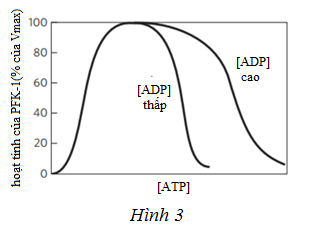 hoạt tính của PFK-1(% của Vmax)
100
80
60
40
20
0
[ADP]
thấp
[ADP]
cao
[ATP]
Hình 3